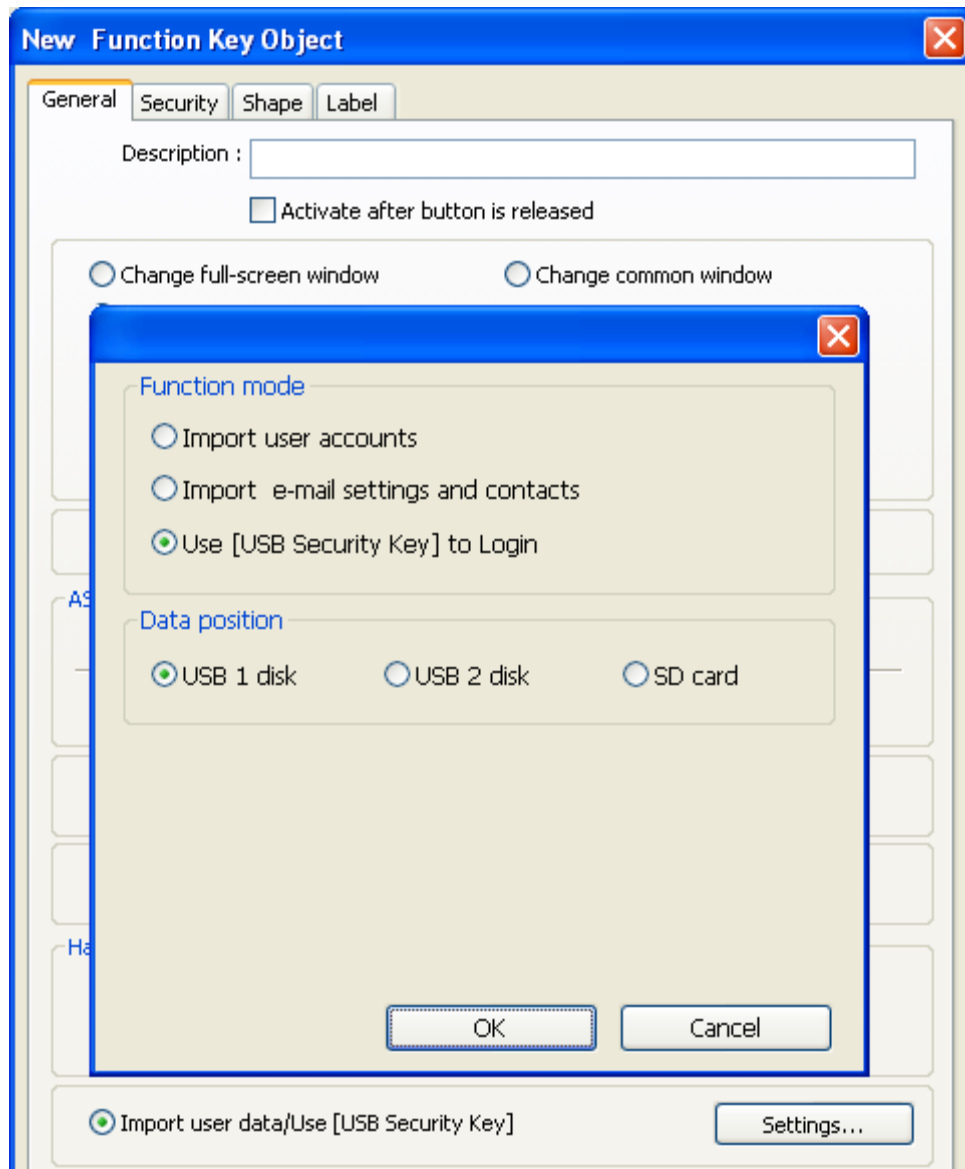 New Function Key Object
General Security Shape Label
Description :
Activate after button is released
Change full-screen window Change common window
Function mode
Import user accounts
Import e-mail settings and contacts
Use [USB Security Key] to Login
AS
Data position
USB 1 disk USB 2 disk SD card
Ha
OK Cancel
Import user data/Use [USB Security Key] Settings...